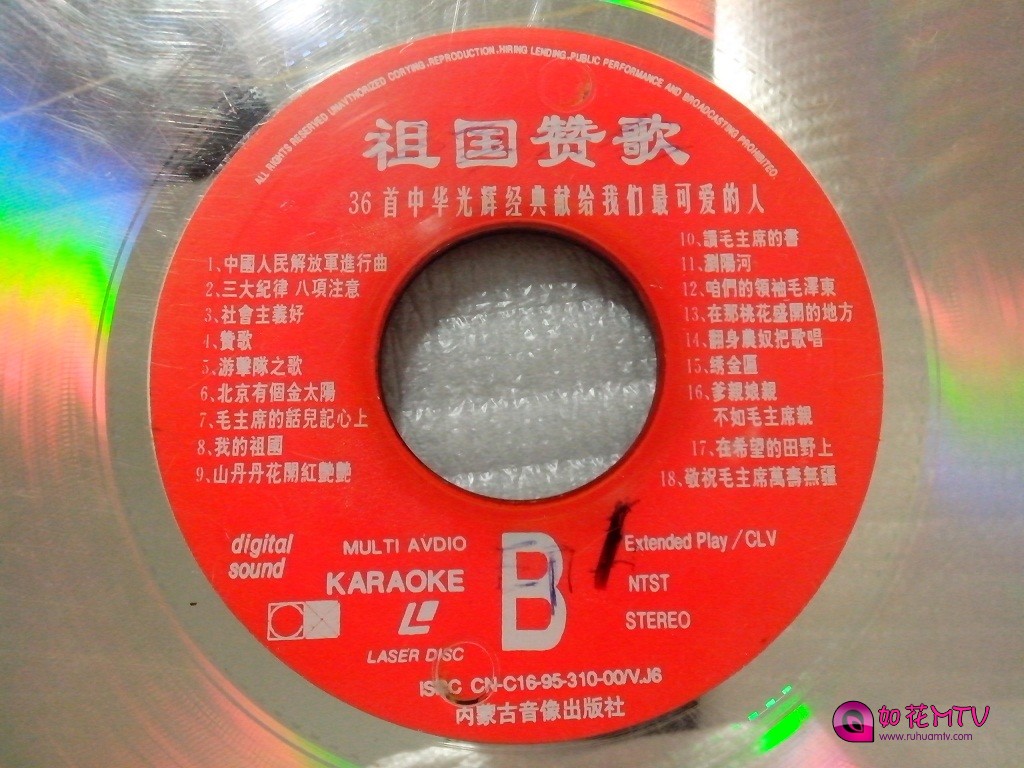 ALL RIGHTS RESERVED UNAVTHORIZED CORYING.REPRODUCTION.HIRING LENDING.PUBLIC PERFORMANCE AND BROADCASTING PROHIBITED.
祖国赞歌
36首中华光辉经典献给我们最可爱的人
1、中國人民解放軍進行曲
2、三大紀律 八項注意
3、社會主義好
4、贊歌
5、游擊隊之歌
6、北京有個金太陽
7、毛主席的話兒記心上
8、我的祖國
9、山丹丹花開紅艷艷
10、讀毛主席的書
11、瀏陽河
12、咱們的領袖毛澤東
13、在那桃花盛開的地方
14、翻身農奴把歌唱
15、绣金匾
16、爹親娘親
不如毛主席親
17、在希望的田野上
18、敬祝毛主席萬壽無疆
digital
sound
MULTI AVDIO
KARAOKE
LASER DISC
B
Extended Play / CLV
NTST
STEREO
ISRC CN-C16-95-310-00/V.J6
内蒙古音像出版社
如花MTV
www.ruhuamtv.com